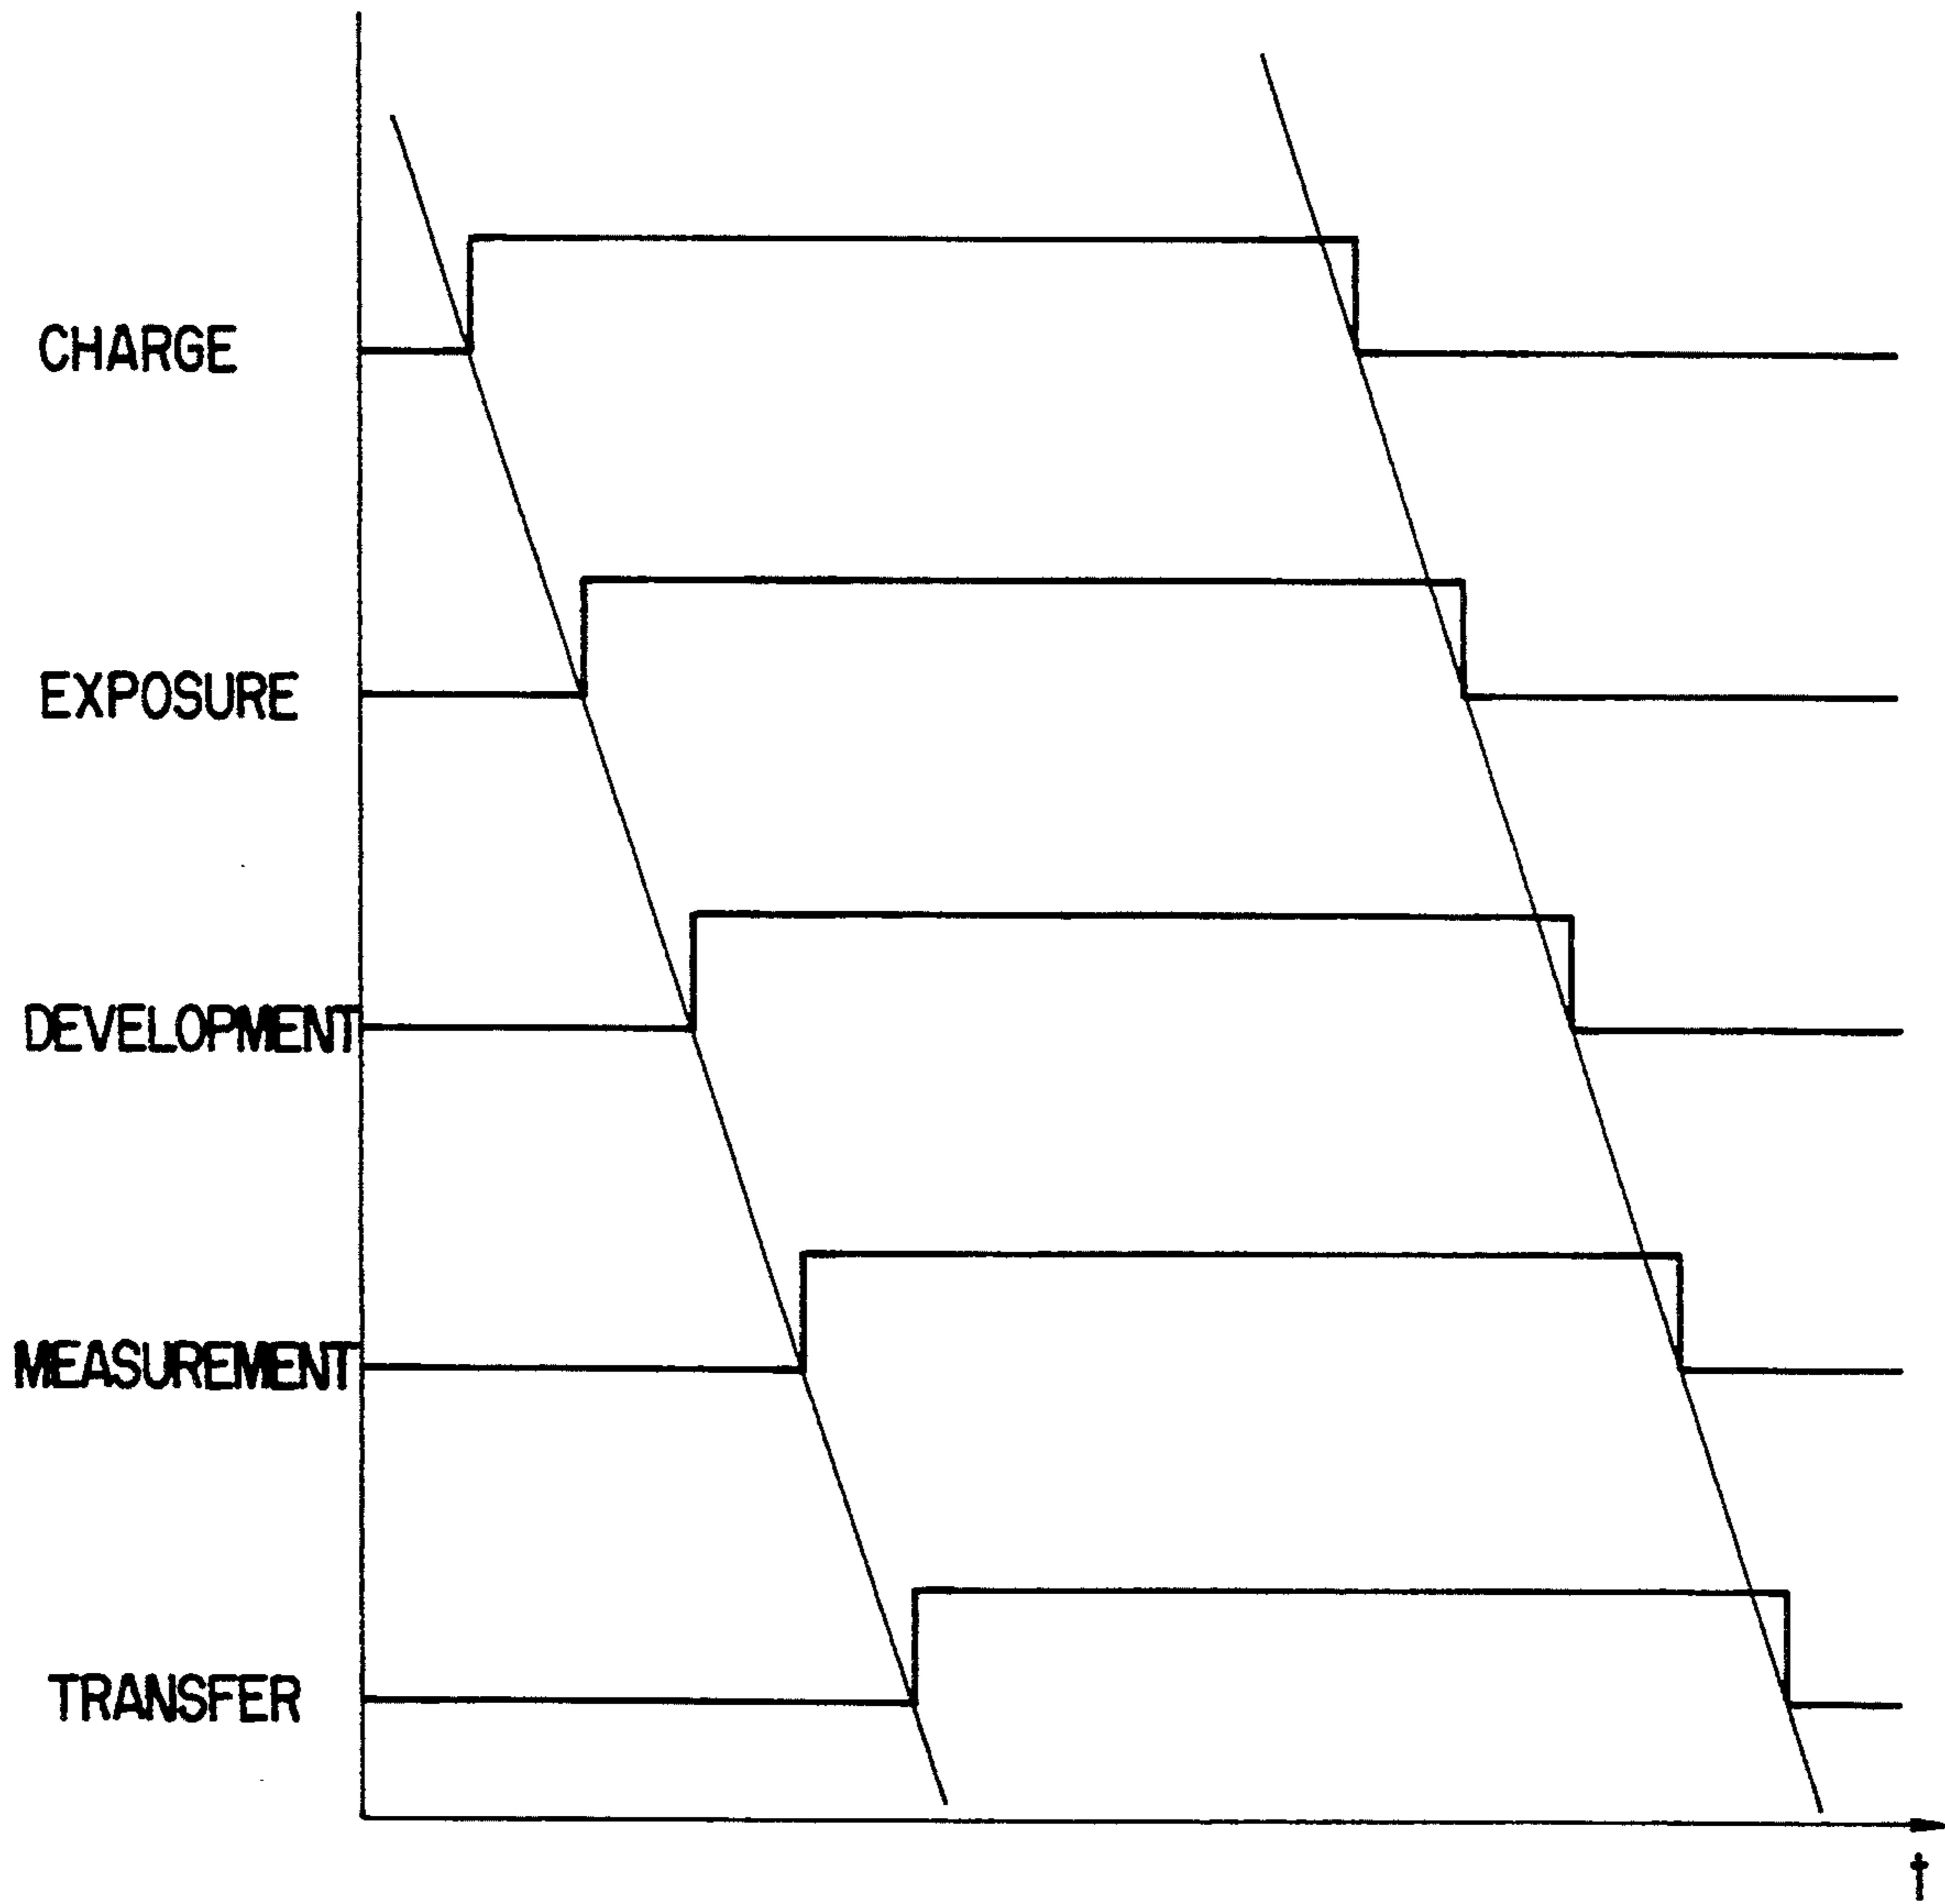 CHARGE
EXPOSURE
DEVELOPMENT
MEASUREMENT
TRANSFER
t